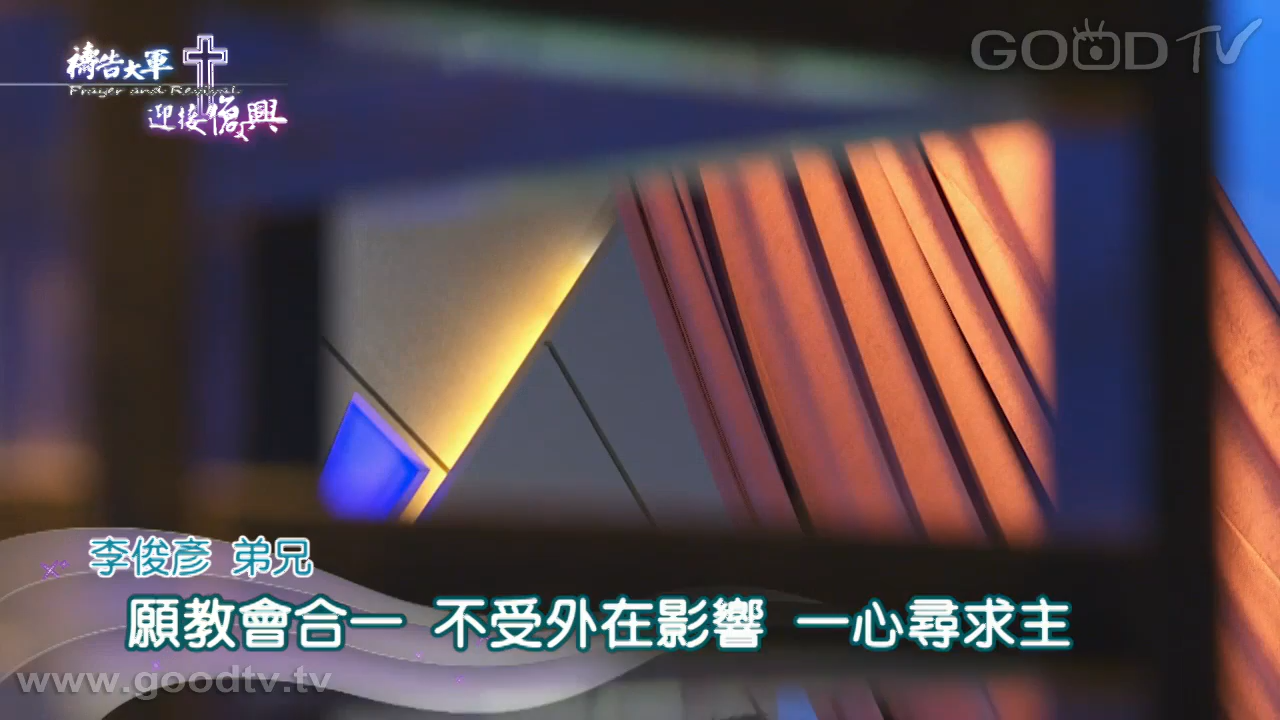 禱告大軍
Prayer and Revival
迎接復興
GOOD TV
李俊彥 弟兄
願教會合一 不受外在影響 一心尋求主
www.goodtv.tv